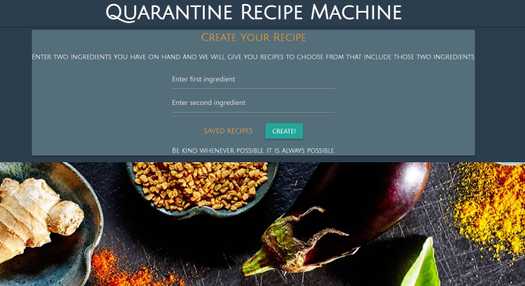 Quarantine Recipe Machine
Create Your Recipe
Enter two ingredients you have on hand and we will give you recipes to choose from that include those two ingredients
Enter first ingredient
Enter second ingredient
Saved Recipes CREATE!
Be kind whenever possible. It is always possible.